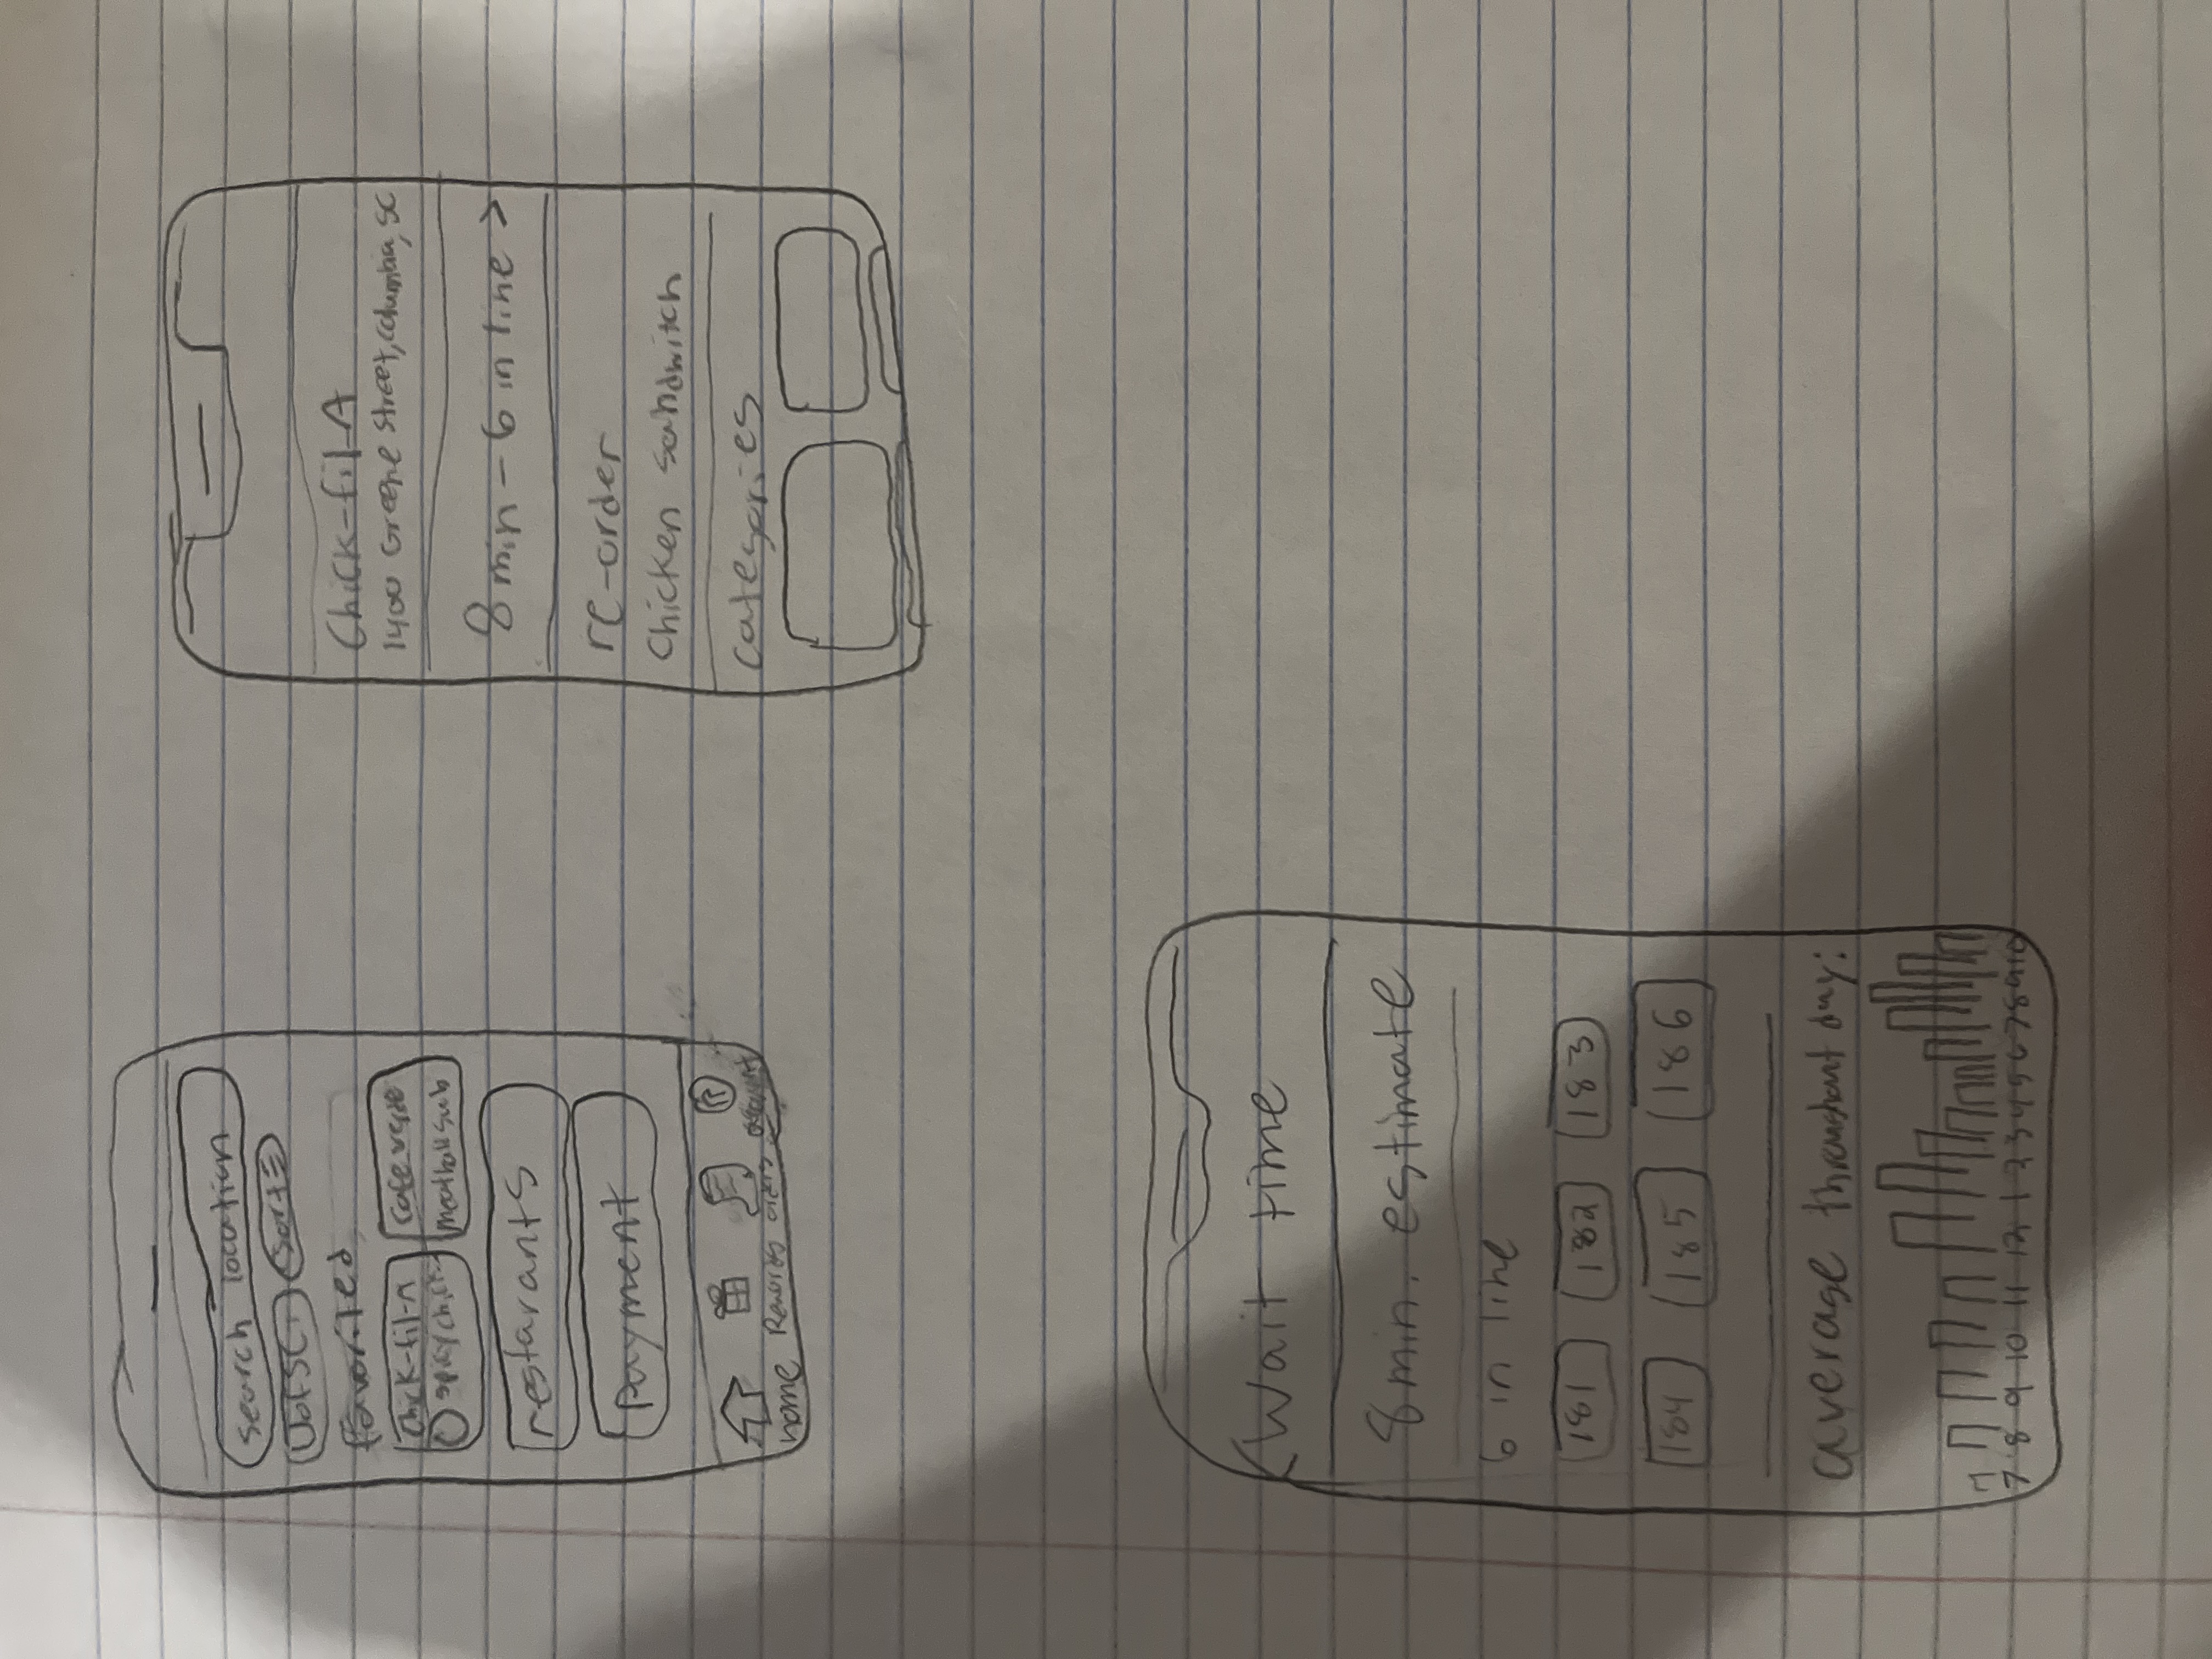 search location
UofSC Sort
favorited
Chick-fil-A cafe verde
spicy chick meatball sub
restarants
Payment
home Rewards orders account
Chick-fil-A
1400 Greene Street, Columbia, SC
8 min - 6 in line >
re-order
Chicken sandwitch
categories
< Wait time
8 min. estimate
6 in line
181 182 183
184 185 186
average throughout day:
7 8 9 10 11 12 1 2 3 4 5 6 7 8 9 10